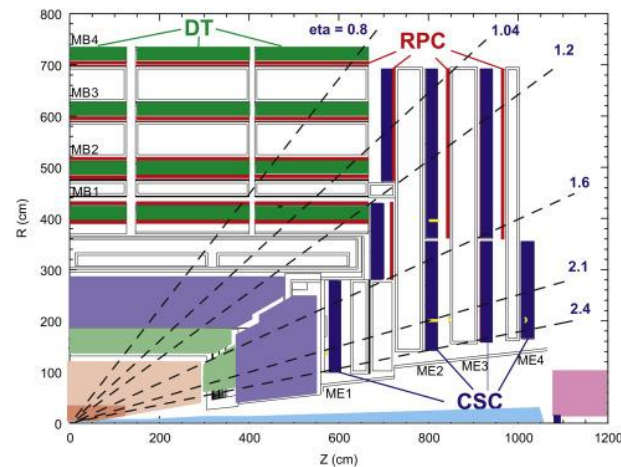 DT
eta = 0.8
1.04
RPC
1.2
MB4
MB3
MB2
MB1
1.6
2.1
2.4
800
700
600
500
400
300
200
100
0
R (cm)
ME1
ME2
ME3
ME4
CSC
0
200
400
600
800
1000
1200
Z (cm)